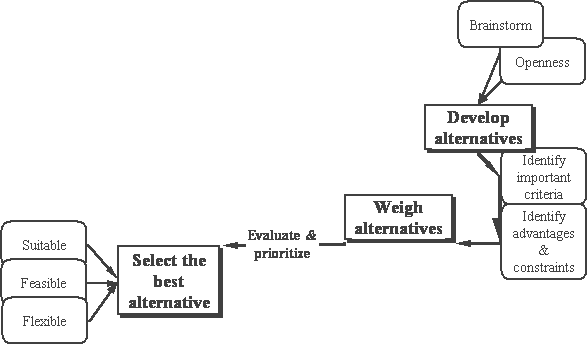 Brainstorm
Openness
Develop
alternatives
Identify
important
criteria
Identify
advantages
&
constraints
Weigh
alternatives
Evaluate &
prioritize
Select the
best
alternative
Suitable
Feasible
Flexible